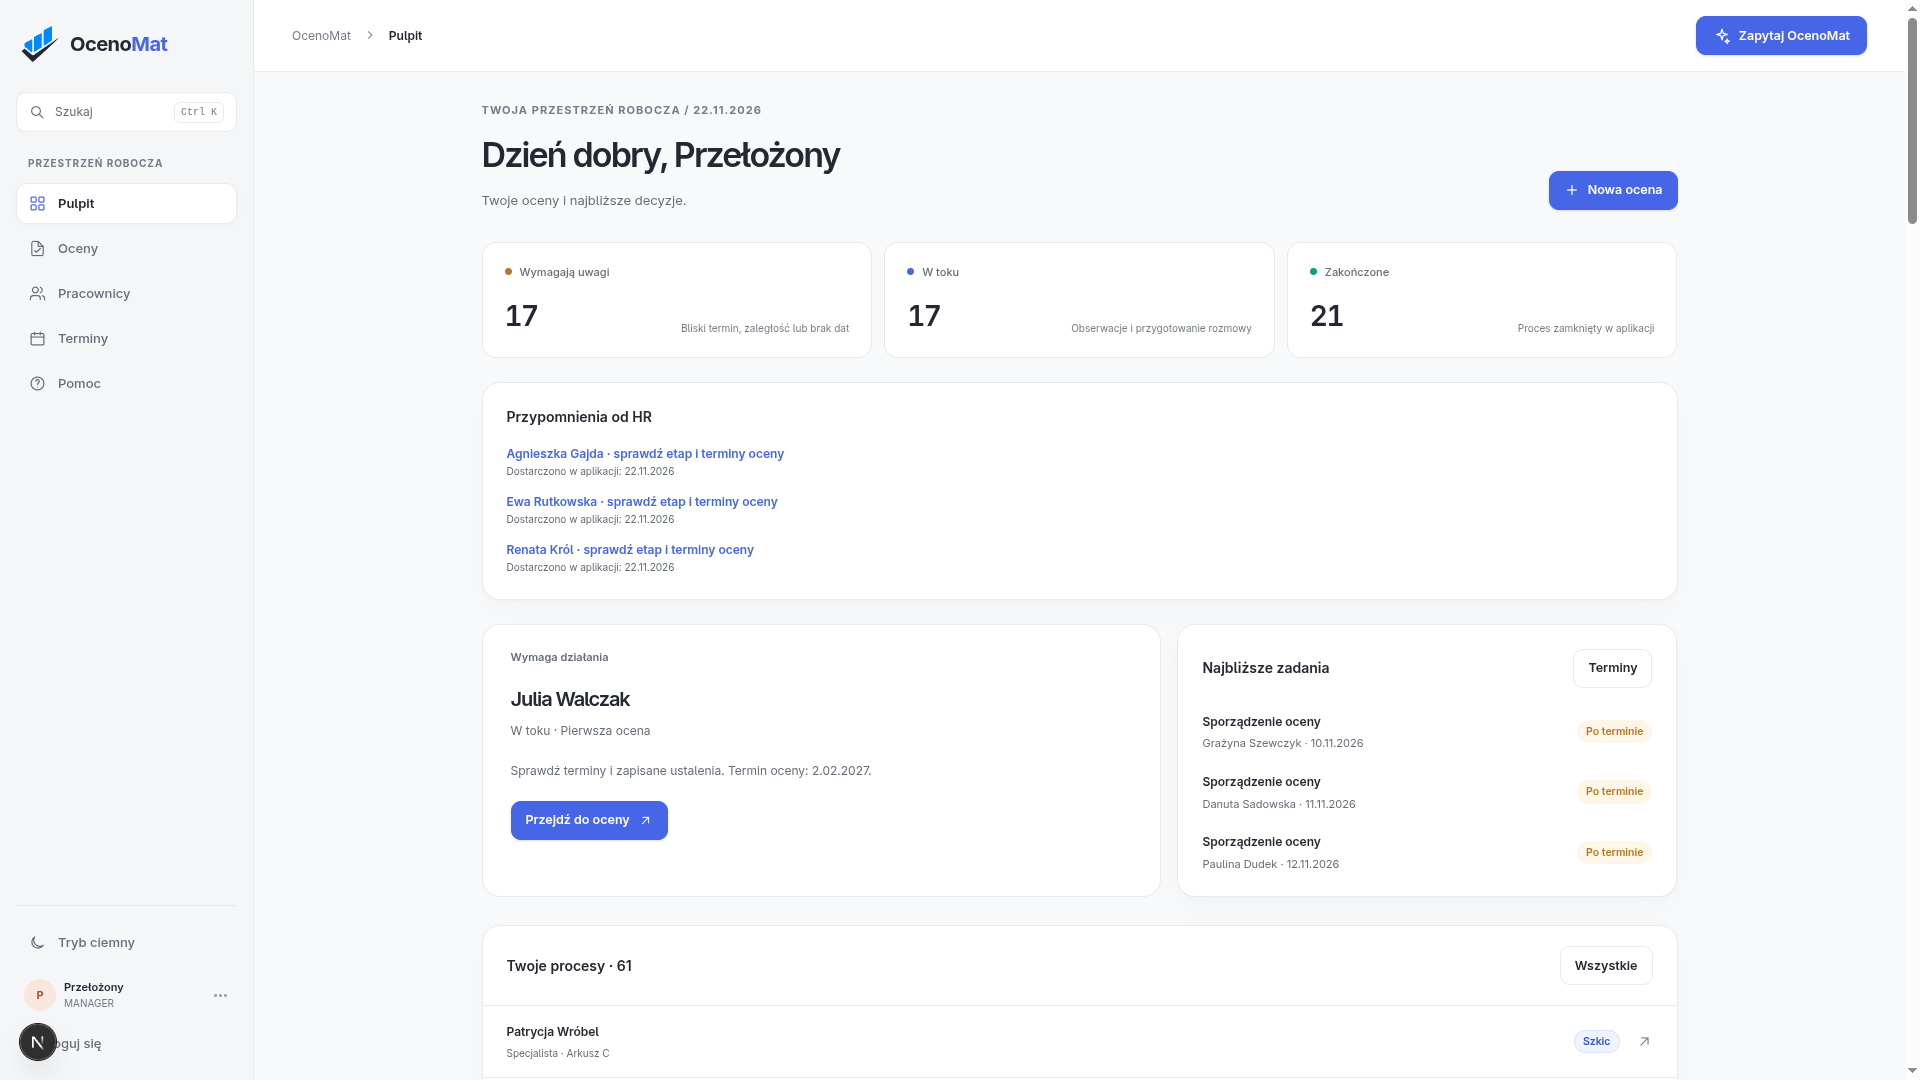 OcenoMat
Szukaj
Ctrl K
PRZESTRZEŃ ROBOCZA
Pulpit
Oceny
Pracownicy
Terminy
Pomoc
Tryb ciemny
P
Przełożony
MANAGER
N
oguj się
OcenoMat > Pulpit
Zapytaj OcenoMat
TWOJA PRZESTRZEŃ ROBOCZA / 22.11.2026
Dzień dobry, Przełożony
Twoje oceny i najbliższe decyzje.
Nowa ocena
Wymagają uwagi
17
Bliski termin, zaległość lub brak dat
W toku
17
Obserwacje i przygotowanie rozmowy
Zakończone
21
Proces zamknięty w aplikacji
Przypomnienia od HR
Agnieszka Gajda · sprawdź etap i terminy oceny
Dostarczono w aplikacji: 22.11.2026
Ewa Rutkowska · sprawdź etap i terminy oceny
Dostarczono w aplikacji: 22.11.2026
Renata Król · sprawdź etap i terminy oceny
Dostarczono w aplikacji: 22.11.2026
Wymaga działania
Julia Walczak
W toku · Pierwsza ocena
Sprawdź terminy i zapisane ustalenia. Termin oceny: 2.02.2027.
Przejdź do oceny
Najbliższe zadania
Terminy
Sporządzenie oceny
Grażyna Szewczyk · 10.11.2026
Po terminie
Sporządzenie oceny
Danuta Sadowska · 11.11.2026
Po terminie
Sporządzenie oceny
Paulina Dudek · 12.11.2026
Po terminie
Twoje procesy · 61
Wszystkie
Patrycja Wróbel
Specjalista · Arkusz C
Szkic